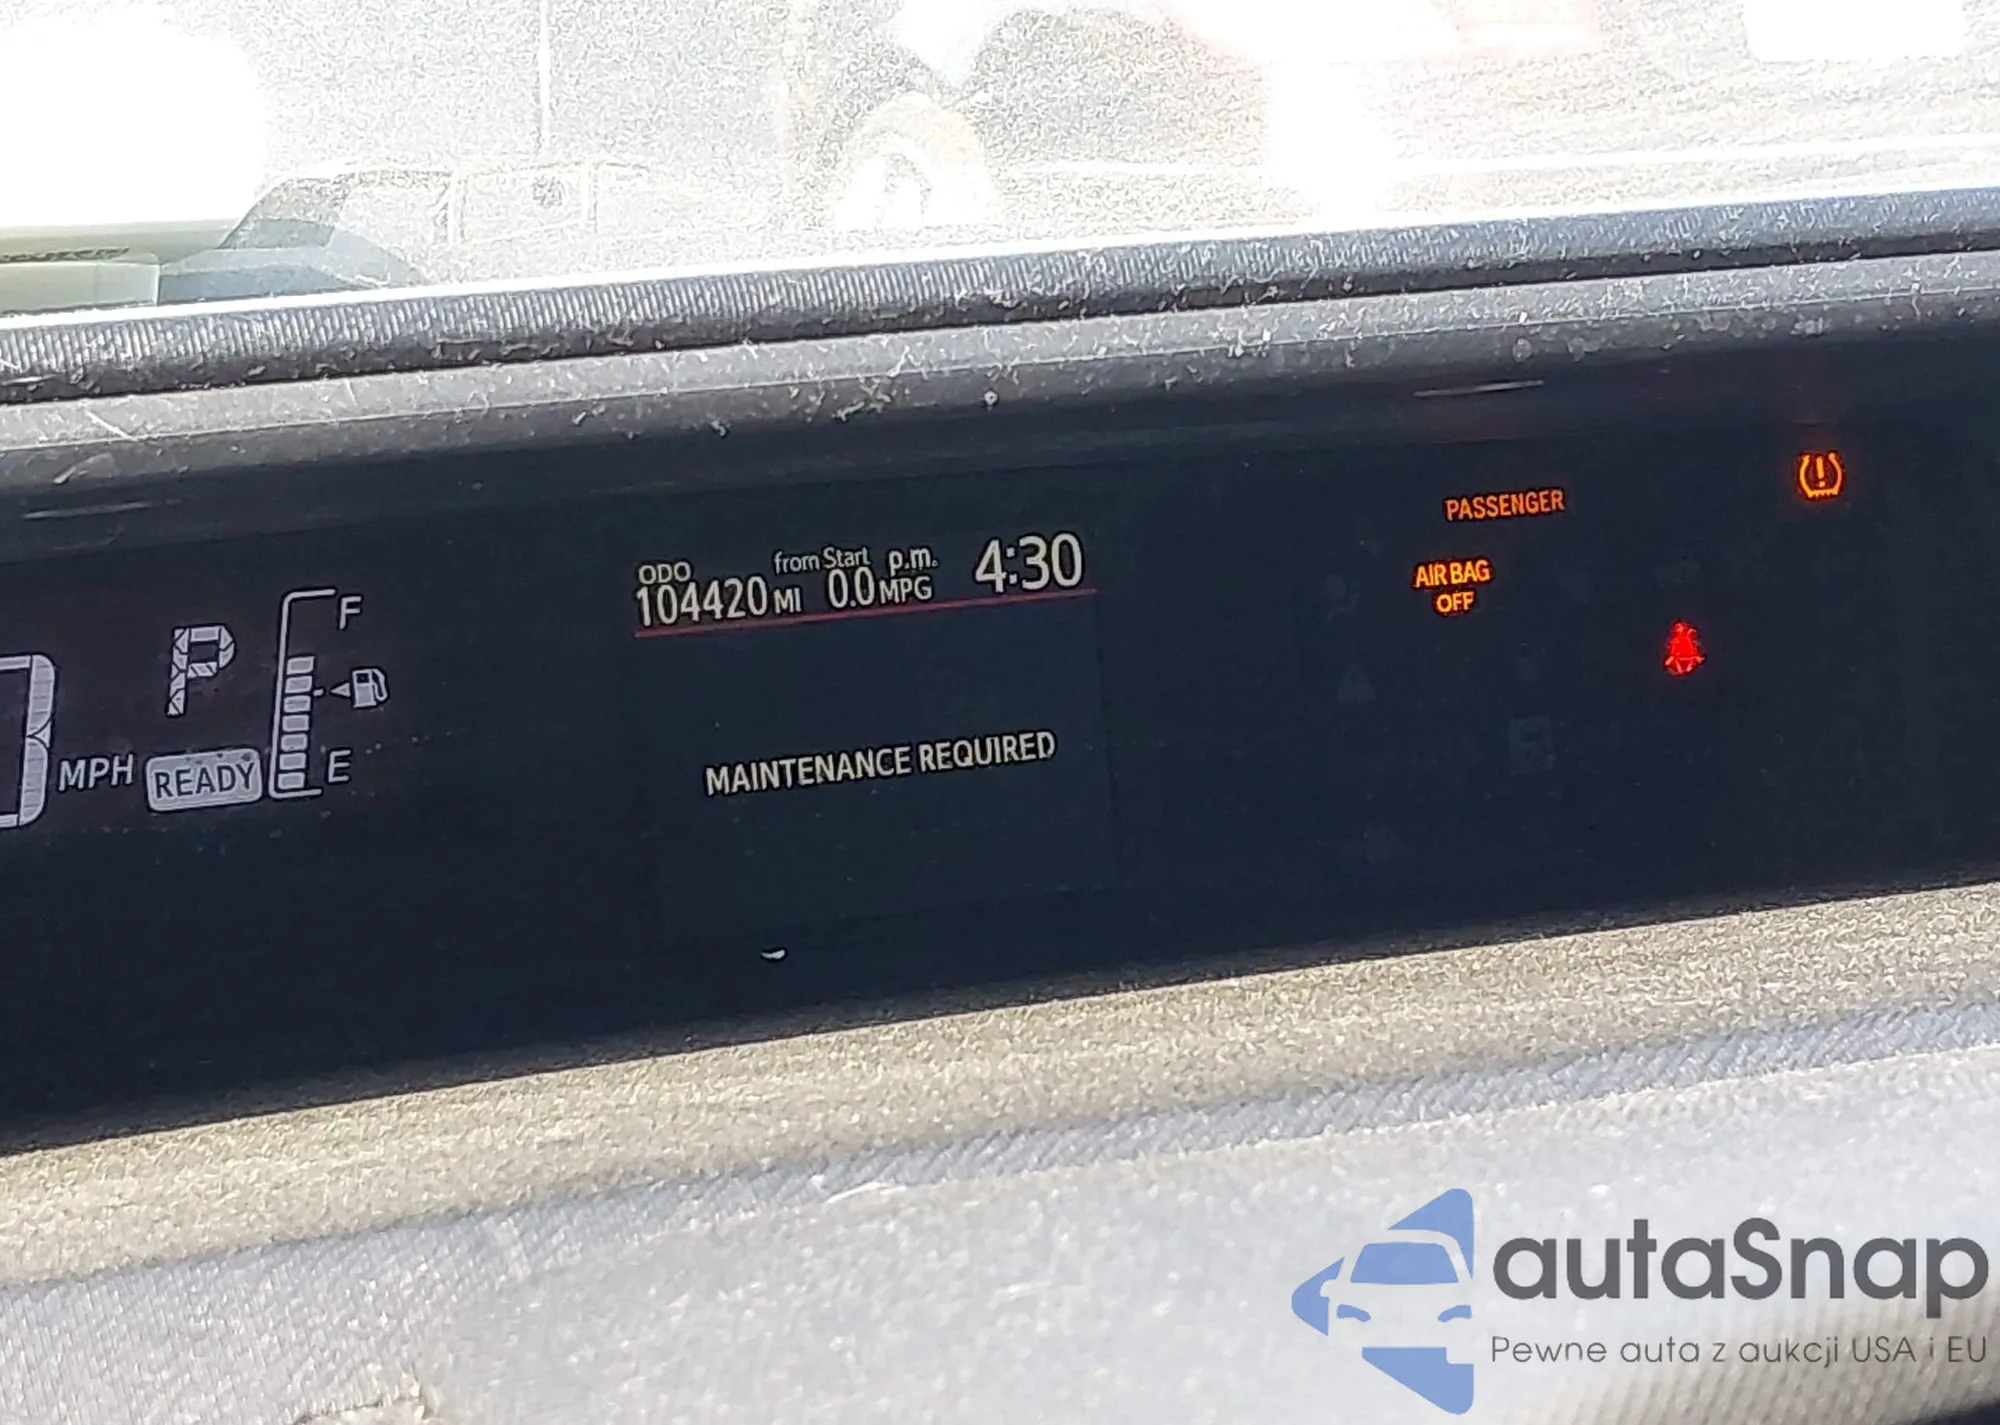 ODO from Start p.m. 4:30
104420 MI 0.0 MPG
PASSENGER
AIR BAG
OFF
P
F
E
MPH READY
MAINTENANCE REQUIRED
autaSnap
Pewne auta z aukcji USA i EU